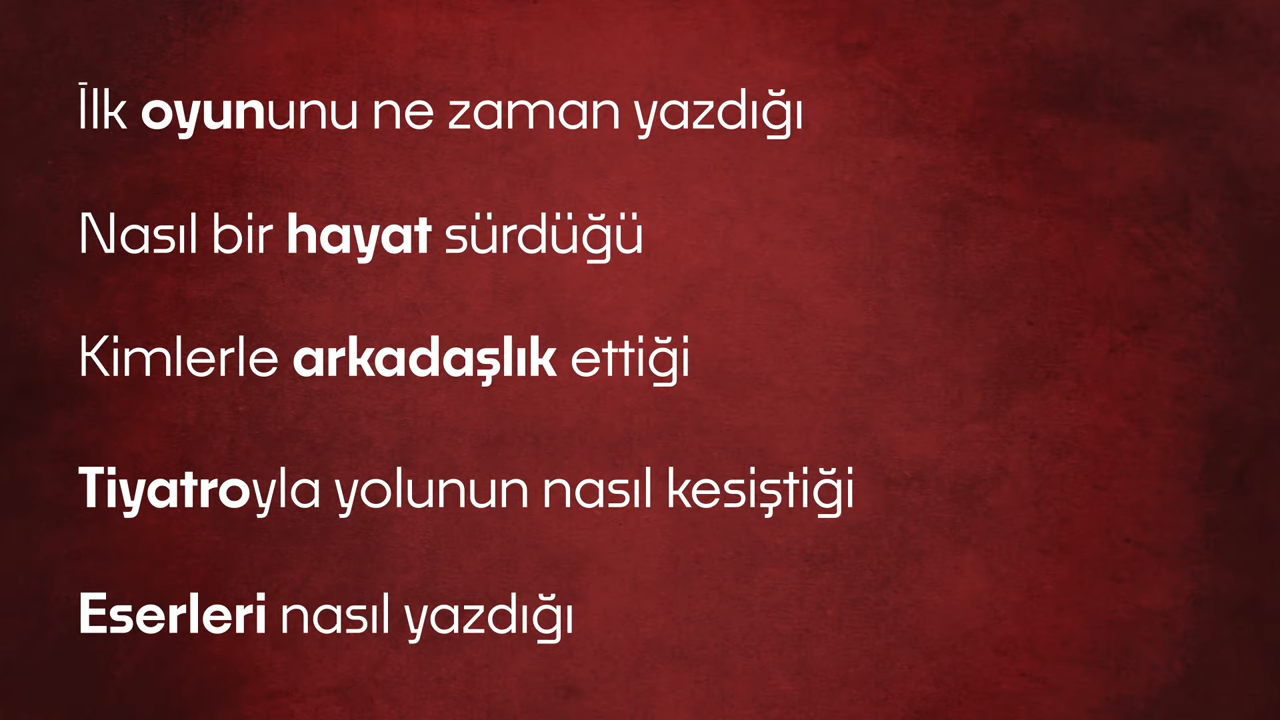 İlk oyununu ne zaman yazdığı
Nasıl bir hayat sürdüğü
Kimlerle arkadaşlık ettiği
Tiyatroyla yolunun nasıl kesiştiği
Eserleri nasıl yazdığı